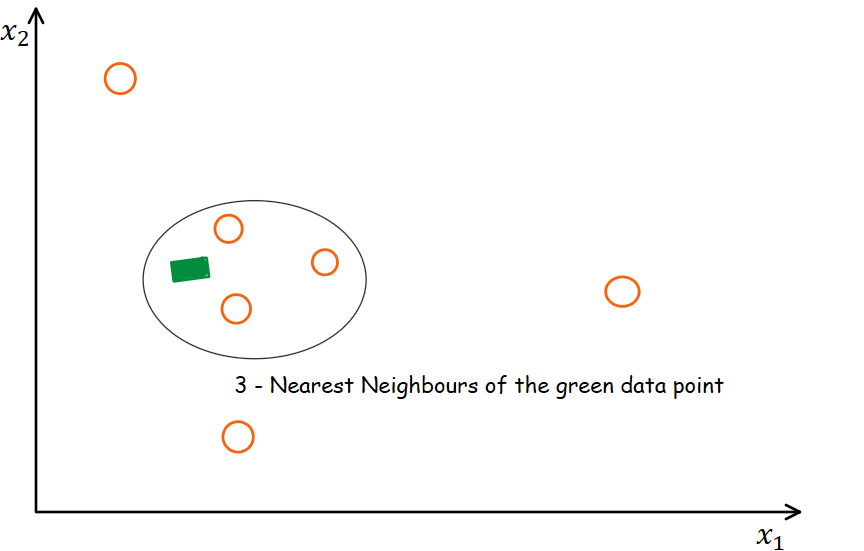 x₂
3 - Nearest Neighbours of the green data point
x₁